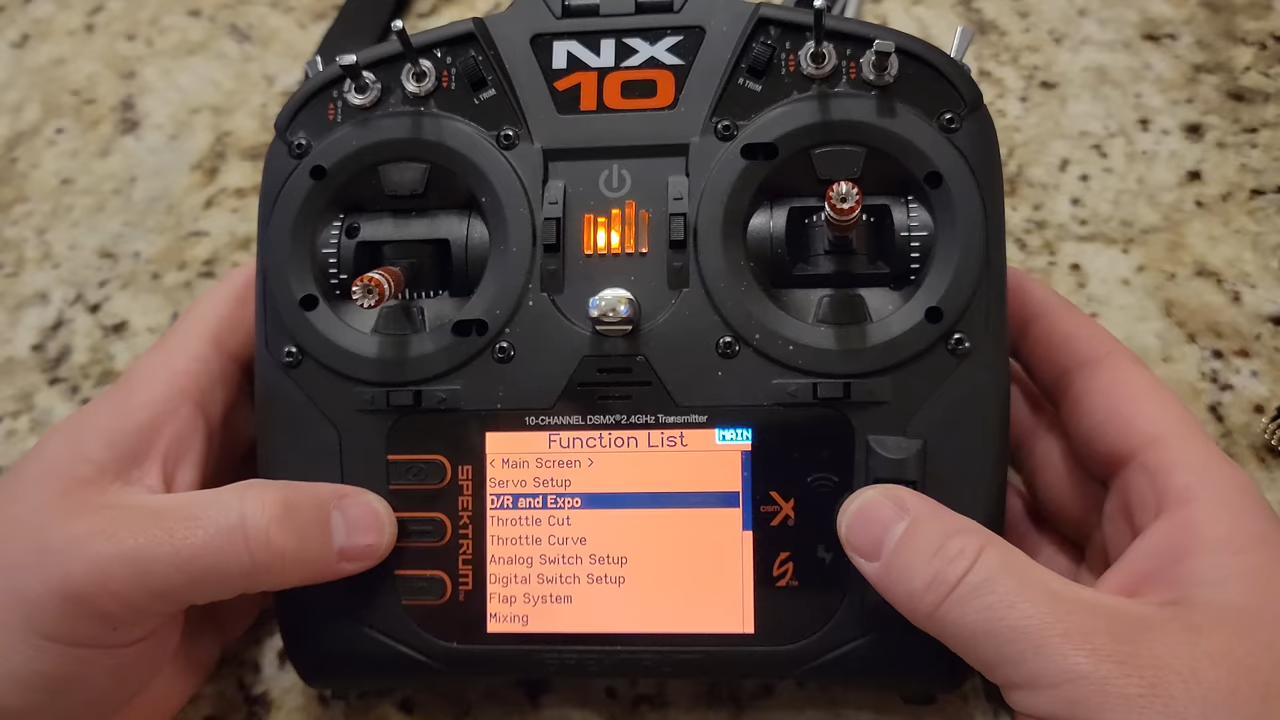 NX
10
L TRIM
R TRIM
10-CHANNEL DSMX®2.4GHz Transmitter
Function List
MAIN
< Main Screen >
Servo Setup
D/R and Expo
Throttle Cut
Throttle Curve
Analog Switch Setup
Digital Switch Setup
Flap System
Mixing
SPEKTRUM
DSMX